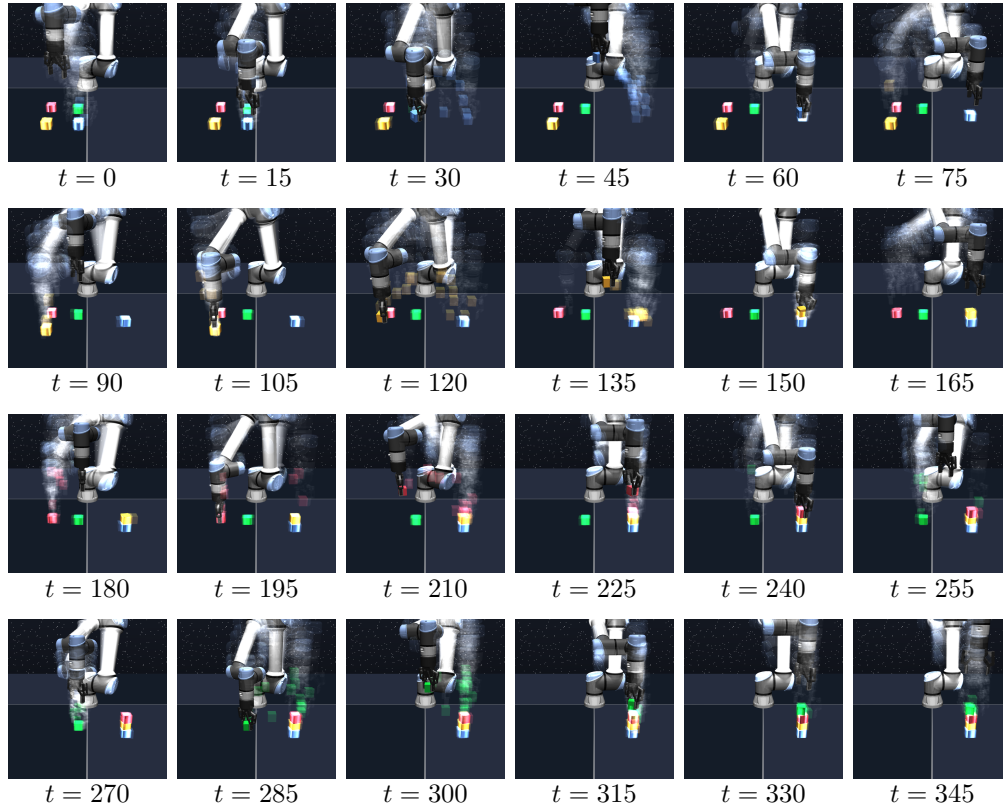 t = 0 t = 15 t = 30 t = 45 t = 60 t = 75
t = 90 t = 105 t = 120 t = 135 t = 150 t = 165
t = 180 t = 195 t = 210 t = 225 t = 240 t = 255
t = 270 t = 285 t = 300 t = 315 t = 330 t = 345